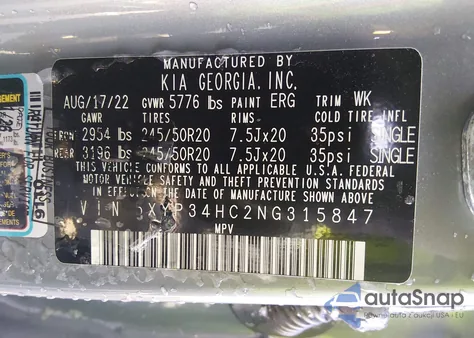 MANUFACTURED BY
KIA GEORGIA, INC.
AUG/17/22 GVWR 5776 lbs PAINT ERG TRIM WK
GAWR TIRES RIMS COLD TIRE INFL
2954 lbs 245/50R20 7.5Jx20 35psi SINGLE
REAR 3196 lbs 245/50R20 7.5Jx20 35psi SINGLE
THIS VEHICLE CONFORMS TO ALL APPLICABLE U.S.A FEDERAL
MOTOR VEHICLE SAFETY AND THEFT PREVENTION STANDARDS
IN EFFECT ON THE DATE OF MANUFACTURE SHOWN ABOVE.
VIN P34HC2NG315847
MPV
autoSnap